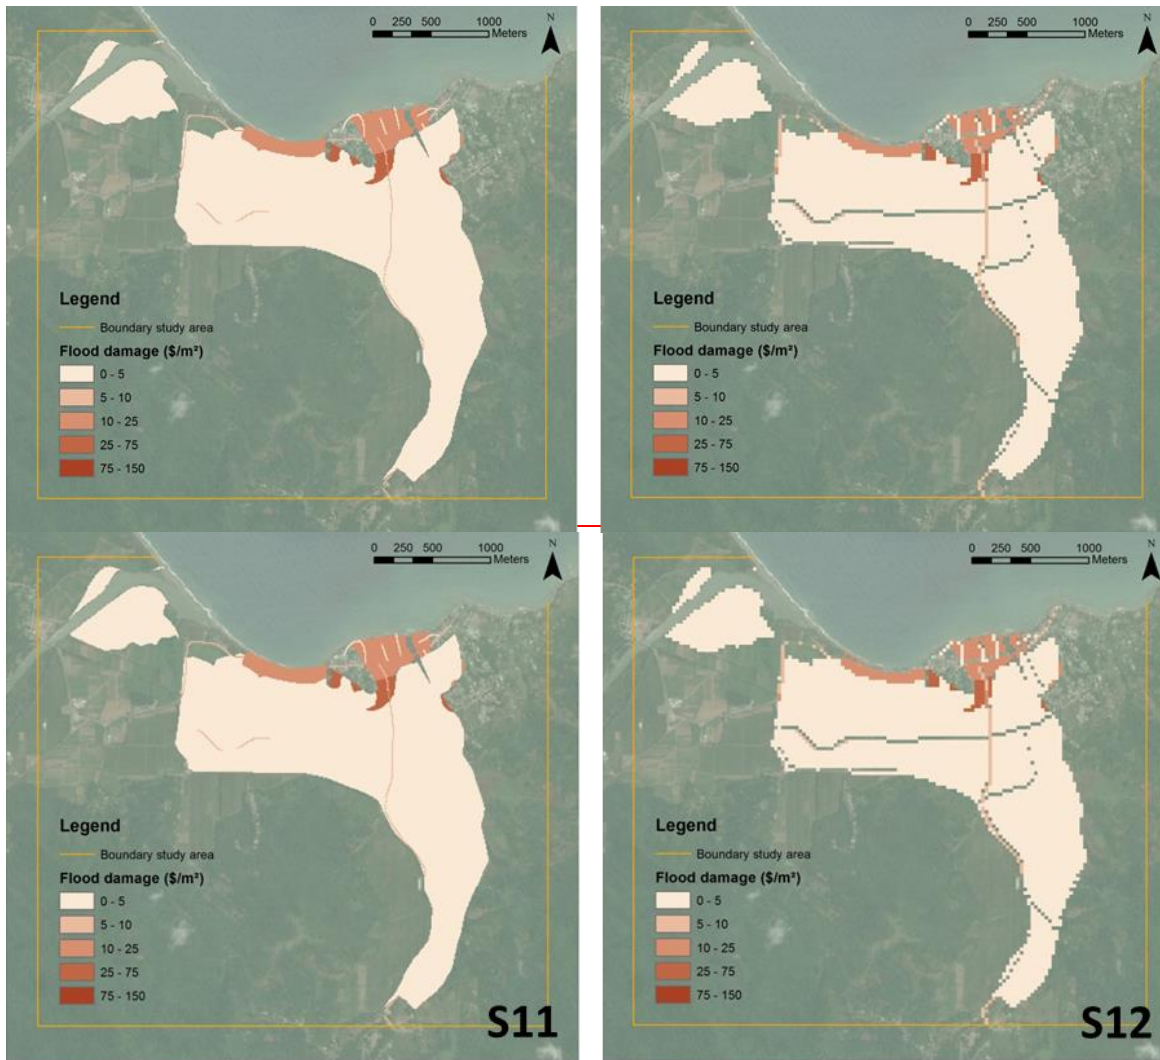 0 250 500 1000
Meters
N
Legend
Boundary study area
Flood damage ($/m²)
0 - 5
5 - 10
10 - 25
25 - 75
75 - 150
0 250 500 1000
Meters
N
Legend
Boundary study area
Flood damage ($/m²)
0 - 5
5 - 10
10 - 25
25 - 75
75 - 150
0 250 500 1000
Meters
N
Legend
Boundary study area
Flood damage ($/m²)
0 - 5
5 - 10
10 - 25
25 - 75
75 - 150
S11
0 250 500 1000
Meters
N
Legend
Boundary study area
Flood damage ($/m²)
0 - 5
5 - 10
10 - 25
25 - 75
75 - 150
S12